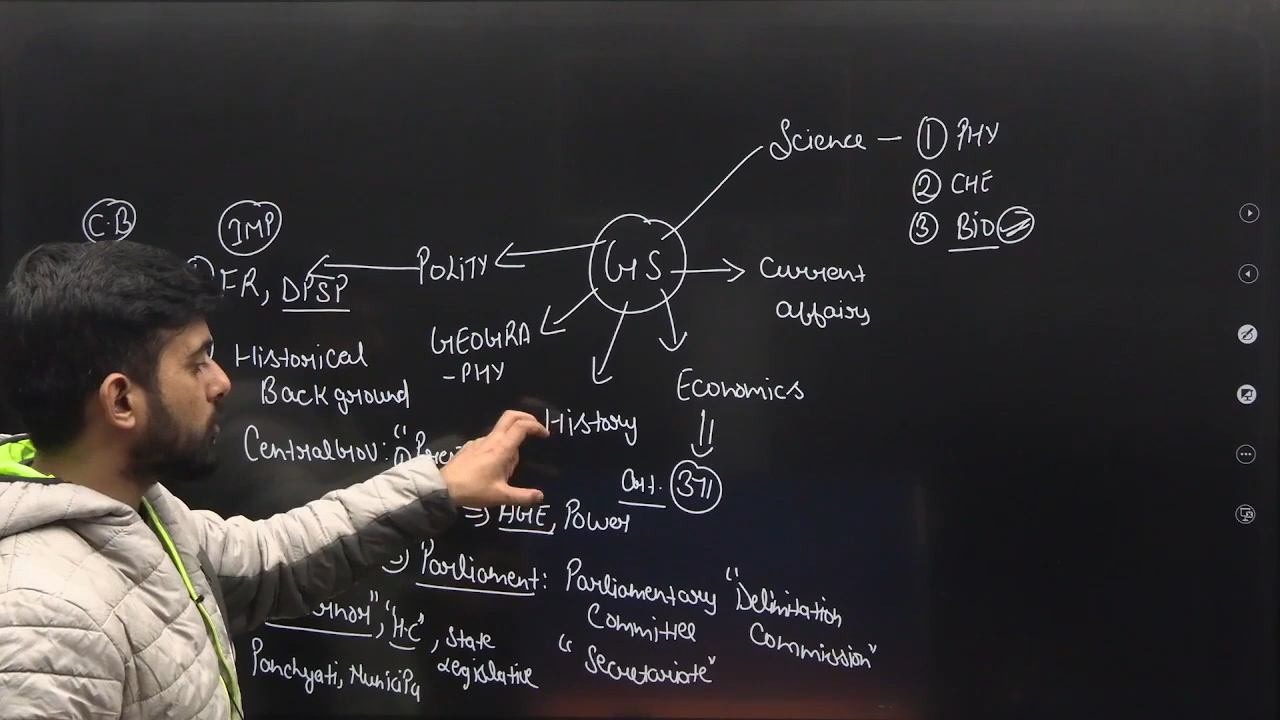 Science — ① PHY
② CHE
③ BIO
C.B
IMP
GS
POLITY
FR, DPSP
Current
affairs
GEOGRA
-PHY
Historical
Background
Economics
History
Central Gov: "①
Art. 371
AGE, Power
"Parliament: Parliamentary
Committee
"Delimitation
Commission"
"H.C", State
Legislative
"Secretariate"
Panchyati, Municipa